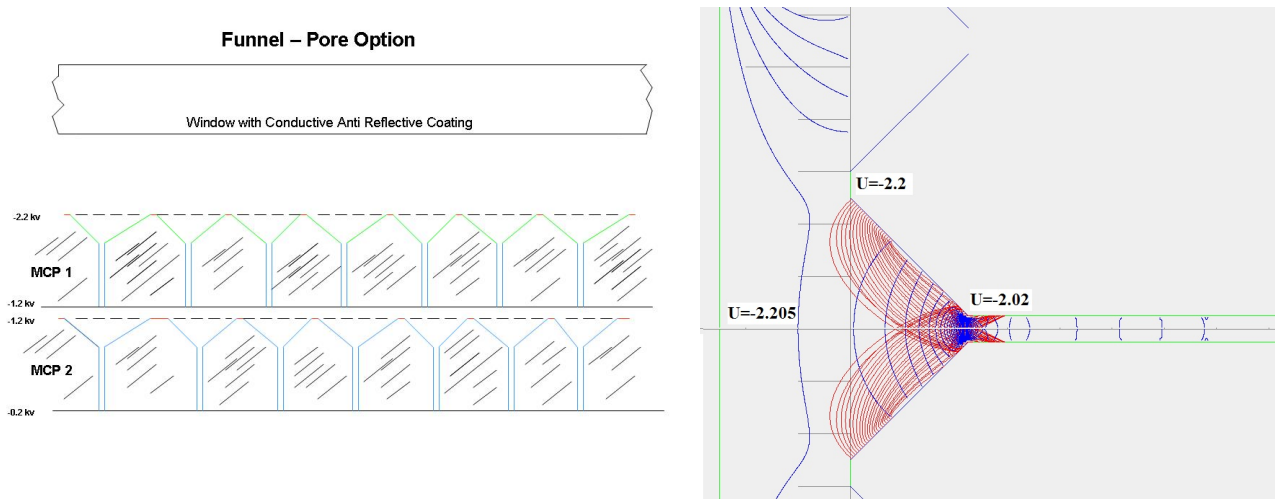 Funnel – Pore Option
Window with Conductive Anti Reflective Coating
-2.2 kv
MCP 1
-1.2 kv
-1.2 kv
MCP 2
-0.2 kv
U=-2.2
U=-2.205
U=-2.02